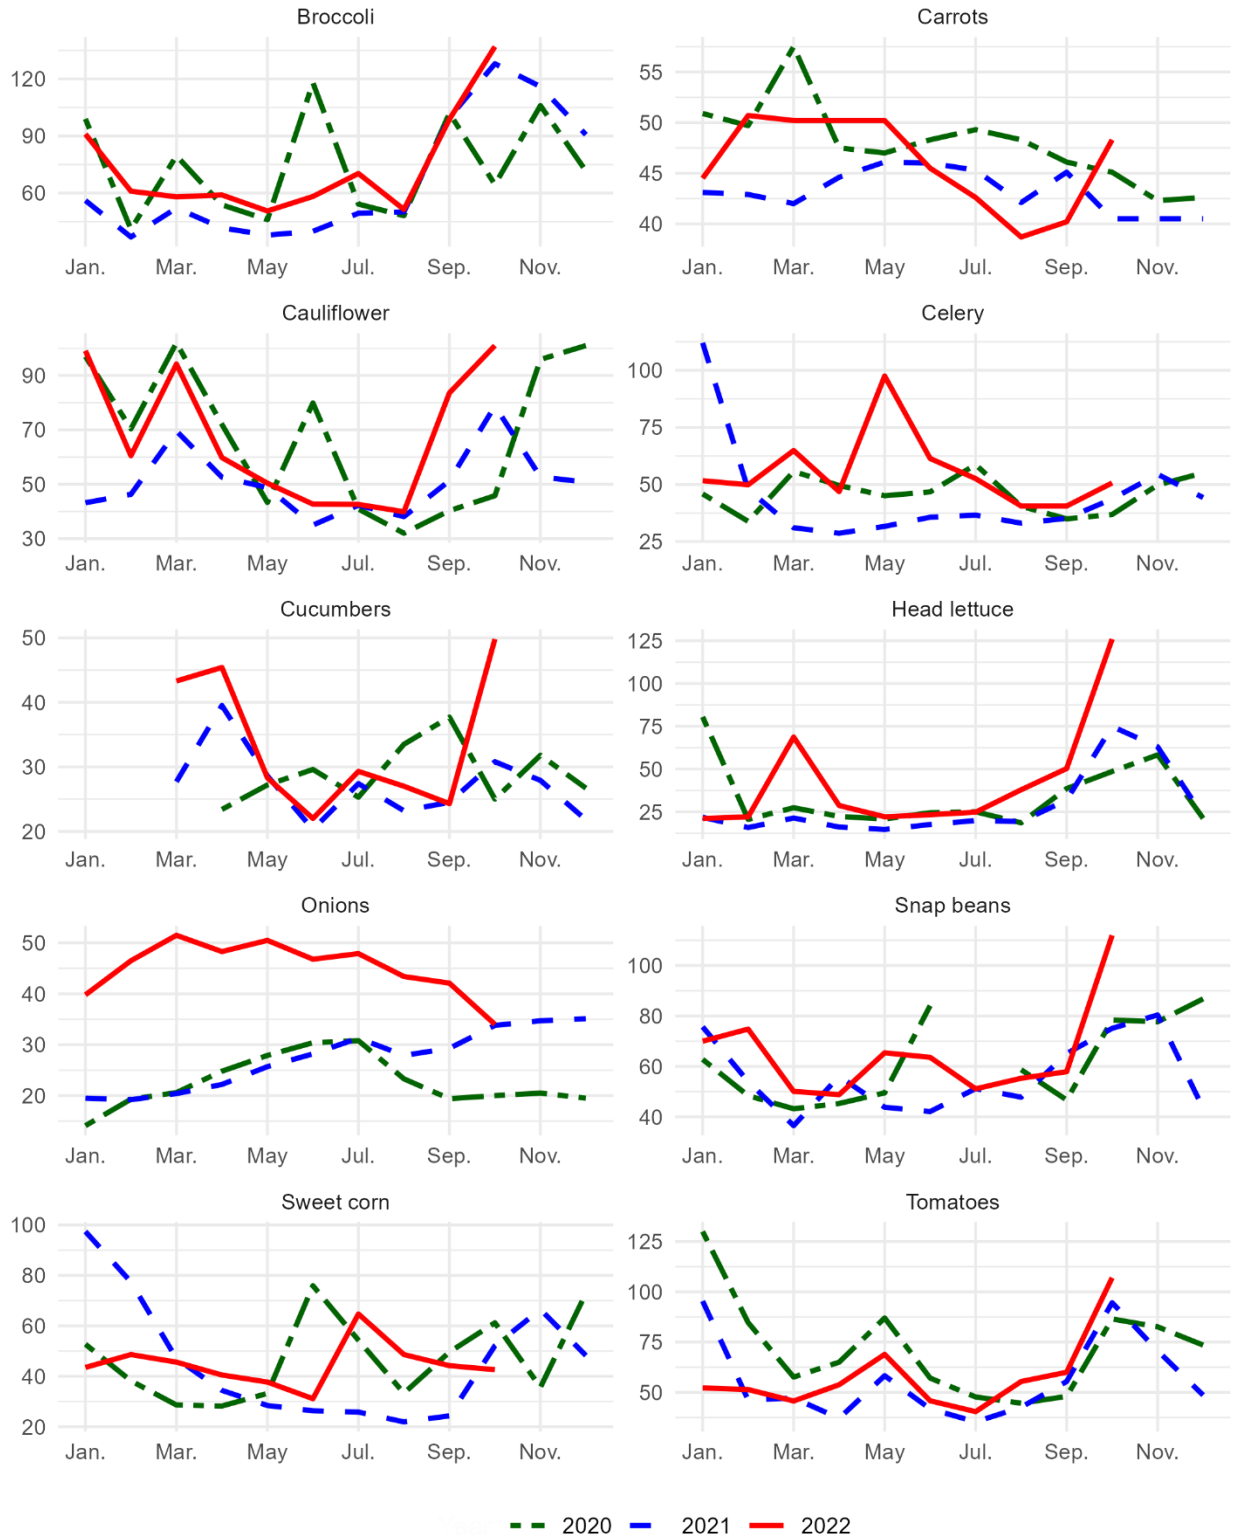 Broccoli
120
90
60
Jan. Mar. May Jul. Sep. Nov.
Carrots
55
50
45
40
Jan. Mar. May Jul. Sep. Nov.
Cauliflower
90
70
50
30
Jan. Mar. May Jul. Sep. Nov.
Celery
100
75
50
25
Jan. Mar. May Jul. Sep. Nov.
Cucumbers
50
40
30
20
Jan. Mar. May Jul. Sep. Nov.
Head lettuce
125
100
75
50
25
Jan. Mar. May Jul. Sep. Nov.
Onions
50
40
30
20
Jan. Mar. May Jul. Sep. Nov.
Snap beans
100
80
60
40
Jan. Mar. May Jul. Sep. Nov.
Sweet corn
100
80
60
40
20
Jan. Mar. May Jul. Sep. Nov.
Tomatoes
125
100
75
50
Jan. Mar. May Jul. Sep. Nov.
2020 2021 2022